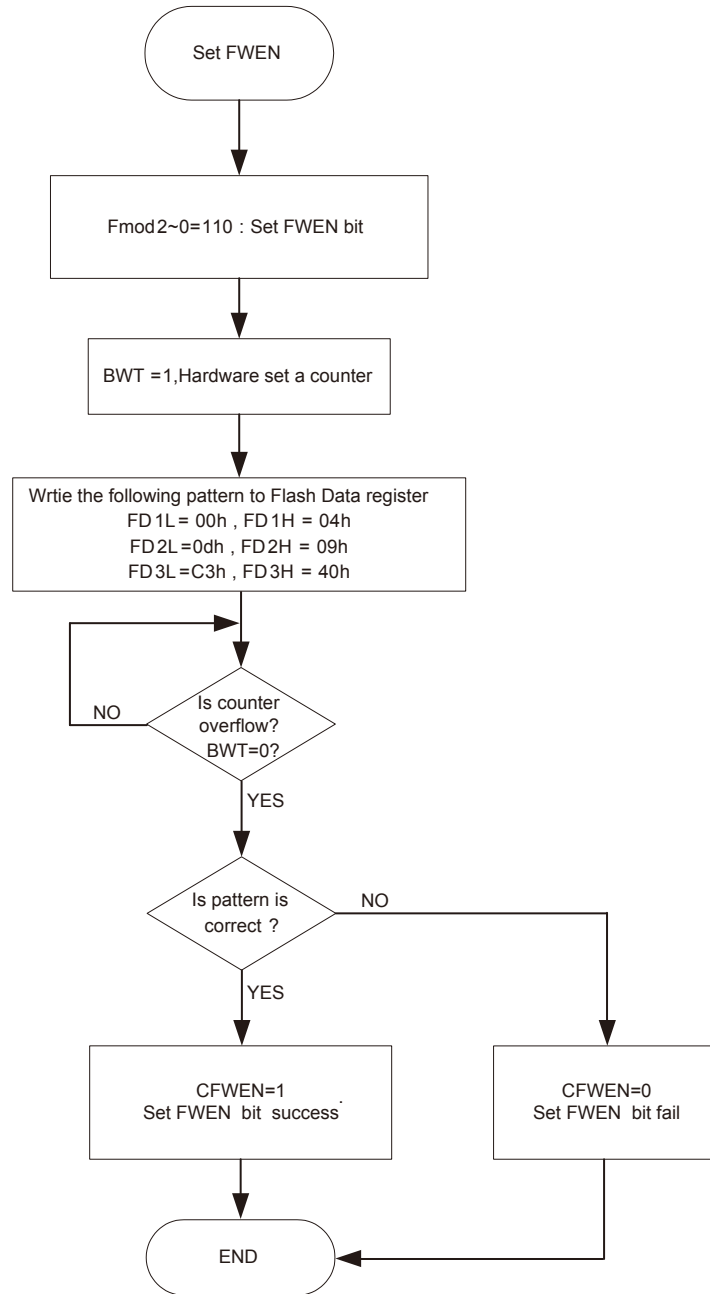 Set FWEN
Fmod2~0=110 : Set FWEN bit
BWT =1,Hardware set a counter
Wrtie the following pattern to Flash Data register
FD1L= 00h , FD1H = 04h
FD2L=0dh , FD2H = 09h
FD3L=C3h , FD3H = 40h
Is counter
overflow?
BWT=0?
NO
YES
Is pattern is
correct ?
NO
YES
CFWEN=1
Set FWEN bit success
CFWEN=0
Set FWEN bit fail
END